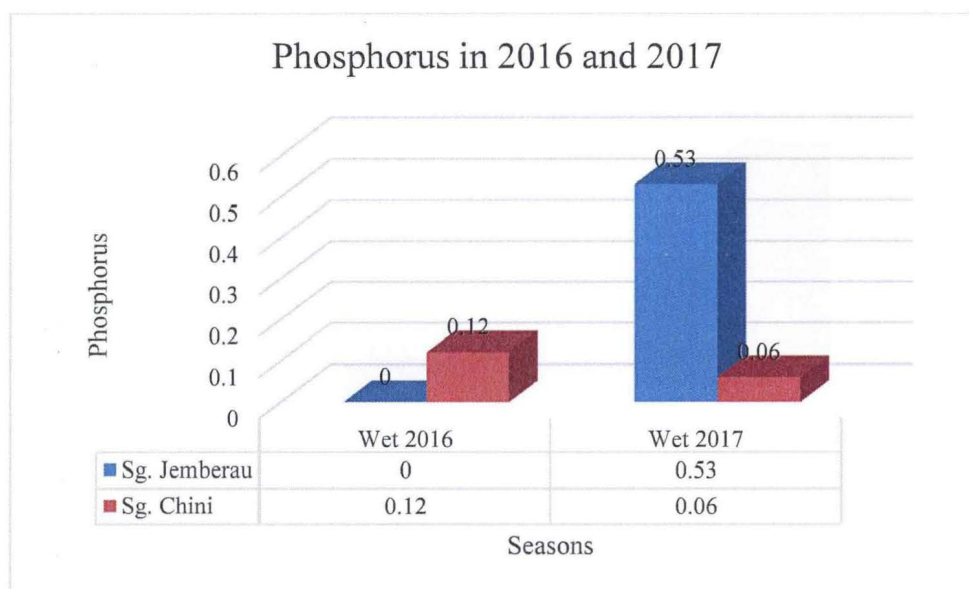 Phosphorus in 2016 and 2017
Phosphorus
0.6
0.5
0.4
0.3
0.2
0.1
0
0
0.12
0.53
0.06
Wet 2016 Wet 2017
Sg. Jemberau 0 0.53
Sg. Chini 0.12 0.06
Seasons